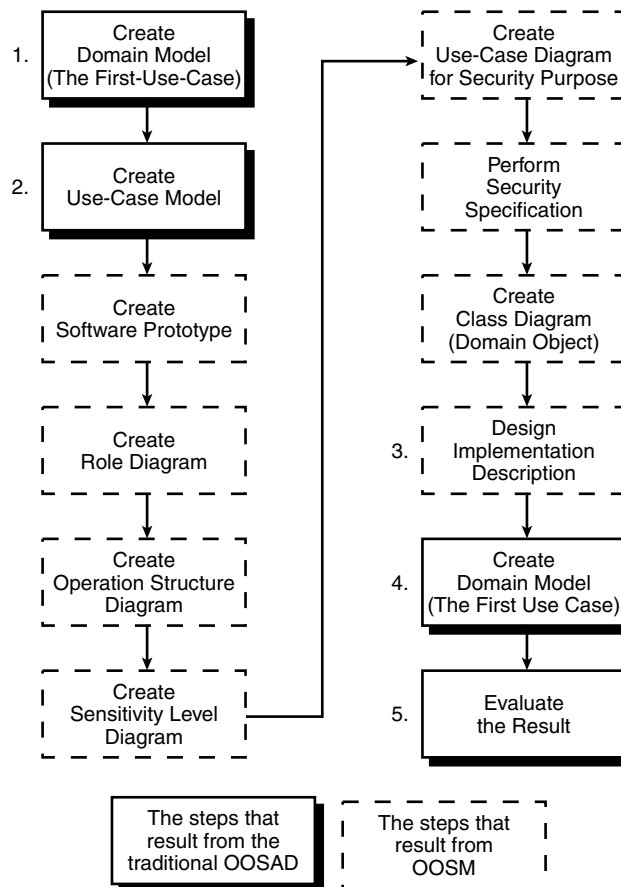 1.
Create
Domain Model
(The First-Use-Case)
2.
Create
Use-Case Model
Create
Software Prototype
Create
Role Diagram
Create
Operation Structure
Diagram
Create
Sensitivity Level
Diagram
Create
Use-Case Diagram
for Security Purpose
Perform
Security
Specification
Create
Class Diagram
(Domain Object)
3.
Design
Implementation
Description
4.
Create
Domain Model
(The First Use Case)
5.
Evaluate
the Result
The steps that
result from the
traditional OOSAD
The steps that
result from
OOSM